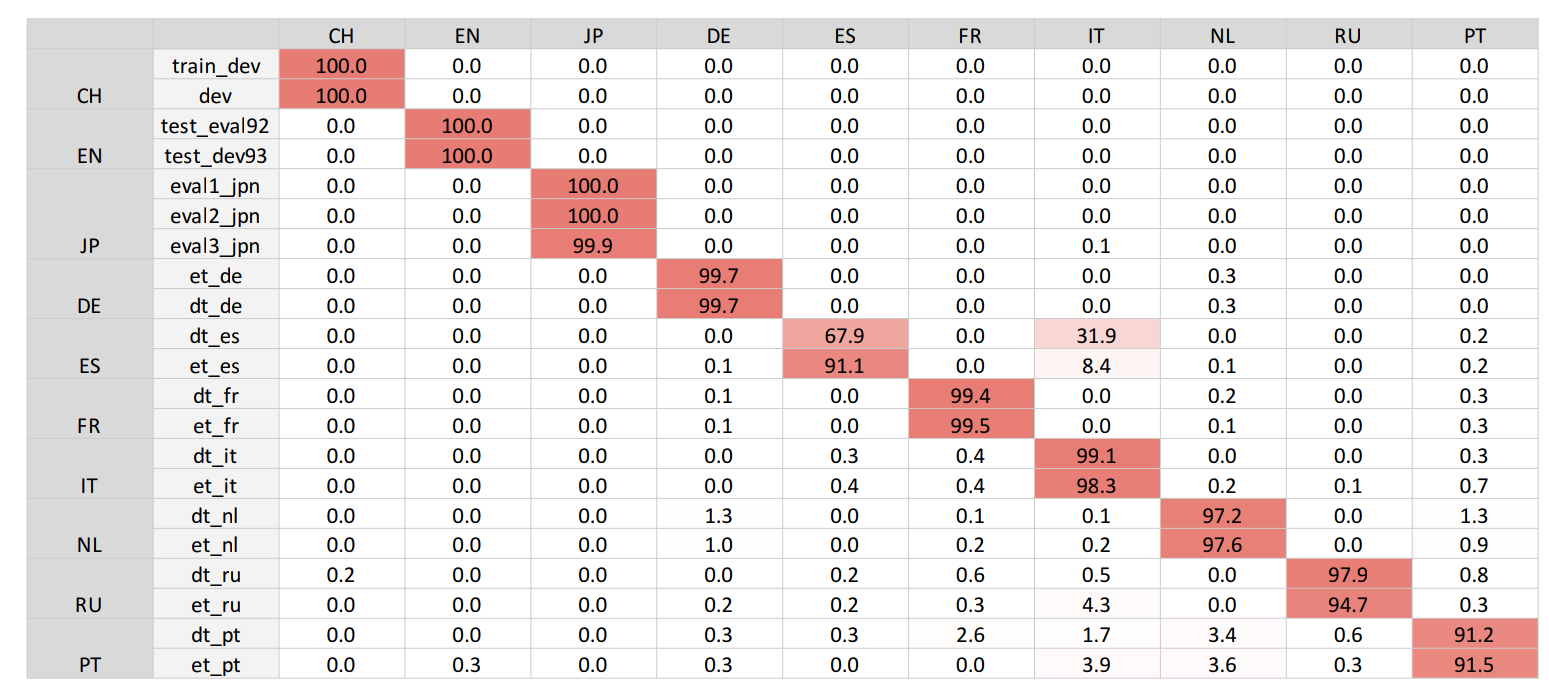 CH EN JP DE ES FR IT NL RU PT
train_dev 100.0 0.0 0.0 0.0 0.0 0.0 0.0 0.0 0.0 0.0
CH dev 100.0 0.0 0.0 0.0 0.0 0.0 0.0 0.0 0.0 0.0
test_eval92 0.0 100.0 0.0 0.0 0.0 0.0 0.0 0.0 0.0 0.0
EN test_dev93 0.0 100.0 0.0 0.0 0.0 0.0 0.0 0.0 0.0 0.0
eval1_jpn 0.0 0.0 100.0 0.0 0.0 0.0 0.0 0.0 0.0 0.0
eval2_jpn 0.0 0.0 100.0 0.0 0.0 0.0 0.0 0.0 0.0 0.0
JP eval3_jpn 0.0 0.0 99.9 0.0 0.0 0.0 0.1 0.0 0.0 0.0
et_de 0.0 0.0 0.0 99.7 0.0 0.0 0.0 0.3 0.0 0.0
DE dt_de 0.0 0.0 0.0 99.7 0.0 0.0 0.0 0.3 0.0 0.0
dt_es 0.0 0.0 0.0 0.0 67.9 0.0 31.9 0.0 0.0 0.2
ES et_es 0.0 0.0 0.0 0.1 91.1 0.0 8.4 0.1 0.0 0.2
dt_fr 0.0 0.0 0.0 0.1 0.0 99.4 0.0 0.2 0.0 0.3
FR et_fr 0.0 0.0 0.0 0.1 0.0 99.5 0.0 0.1 0.0 0.3
dt_it 0.0 0.0 0.0 0.0 0.3 0.4 99.1 0.0 0.0 0.3
IT et_it 0.0 0.0 0.0 0.0 0.4 0.4 98.3 0.2 0.1 0.7
dt_nl 0.0 0.0 0.0 1.3 0.0 0.1 0.1 97.2 0.0 1.3
NL et_nl 0.0 0.0 0.0 1.0 0.0 0.2 0.2 97.6 0.0 0.9
dt_ru 0.2 0.0 0.0 0.0 0.2 0.6 0.5 0.0 97.9 0.8
RU et_ru 0.0 0.0 0.0 0.2 0.2 0.3 4.3 0.0 94.7 0.3
dt_pt 0.0 0.0 0.0 0.3 0.3 2.6 1.7 3.4 0.6 91.2
PT et_pt 0.0 0.3 0.0 0.3 0.0 0.0 3.9 3.6 0.3 91.5